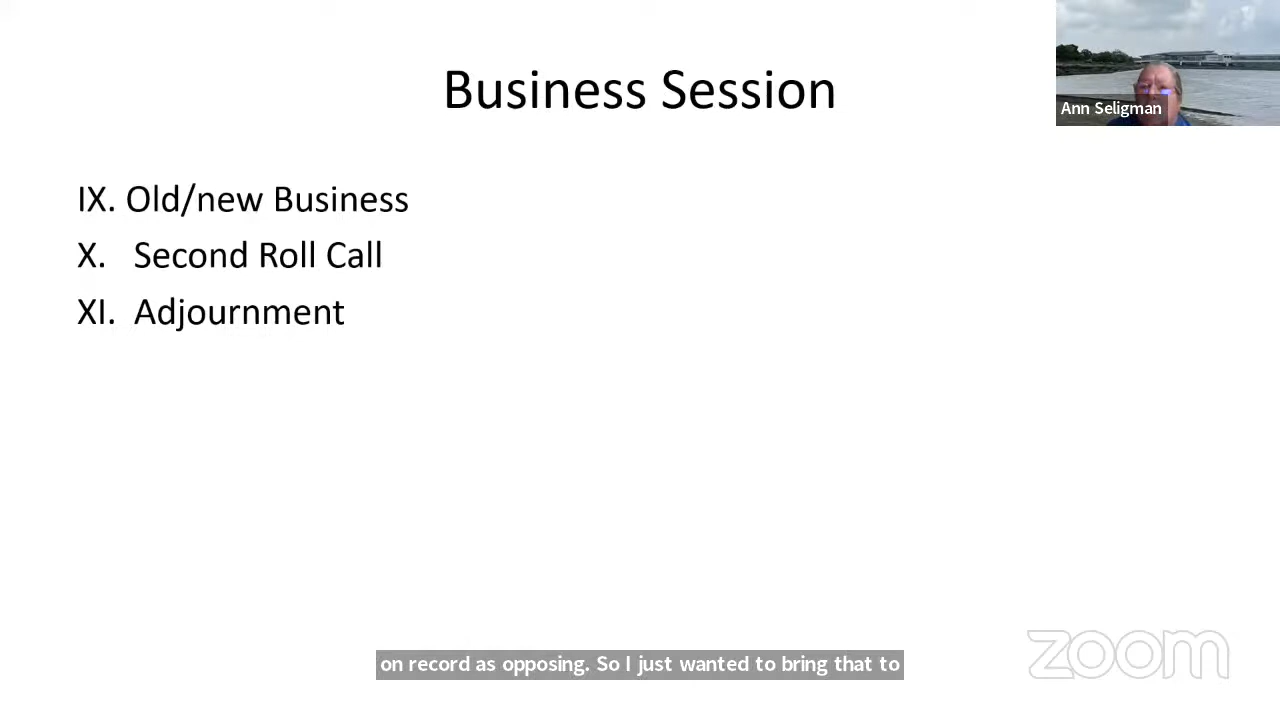 Business Session
Ann Seligman
IX. Old/new Business
X. Second Roll Call
XI. Adjournment
on record as opposing. So I just wanted to bring that to
zoom